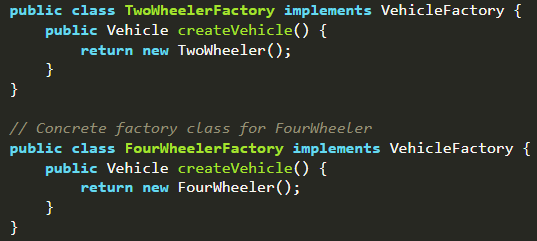 public class TwoWheelerFactory implements VehicleFactory {
    public Vehicle createVehicle() {
        return new TwoWheeler();
    }
}

// Concrete factory class for FourWheeler
public class FourWheelerFactory implements VehicleFactory {
    public Vehicle createVehicle() {
        return new FourWheeler();
    }
}